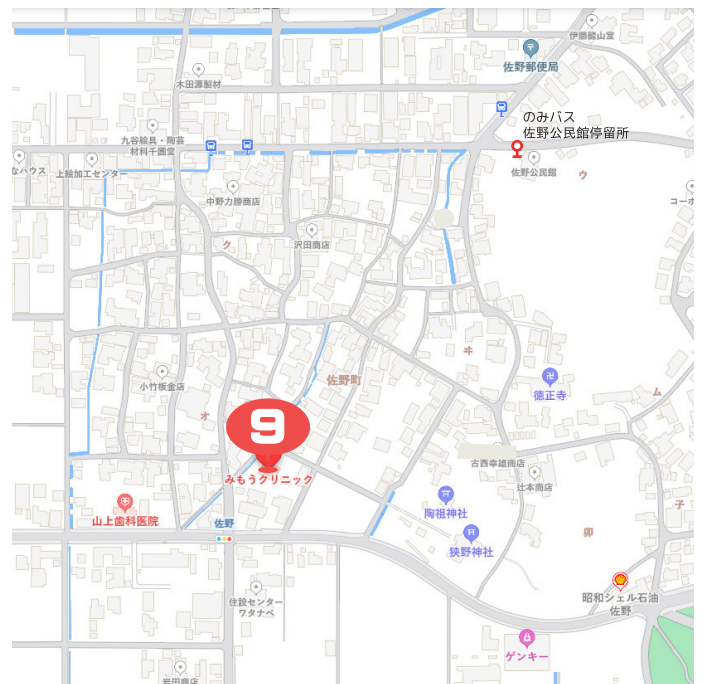 伊藤龍山堂
佐野郵便局
木田源製材
のみバス
佐野公民館停留所
九谷絵具・陶芸
材料千圃堂
なハウス
上絵加工センター
佐野公民館
ウ
中野力勝商店
コーポ
沢田商店
ク
ヰ
小竹板金店
佐野町
徳正寺
ム
オ
9
古西幸雄商店
みもうクリニック
辻本商店
山上歯科医院
陶祖神社
子
佐野
卯
狭野神社
昭和シェル石油
佐野
住設センター
ワタナベ
ゲンキー
岩田商店